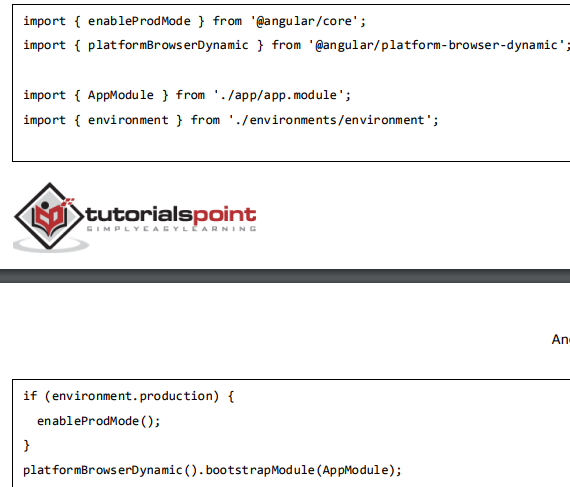 import { enableProdMode } from '@angular/core';
import { platformBrowserDynamic } from '@angular/platform-browser-dynamic';
import { AppModule } from './app/app.module';
import { environment } from './environments/environment';
tutorialspoint
SIMPLYEASYLEARNING
if (environment.production) {
  enableProdMode();
}
platformBrowserDynamic().bootstrapModule(AppModule);